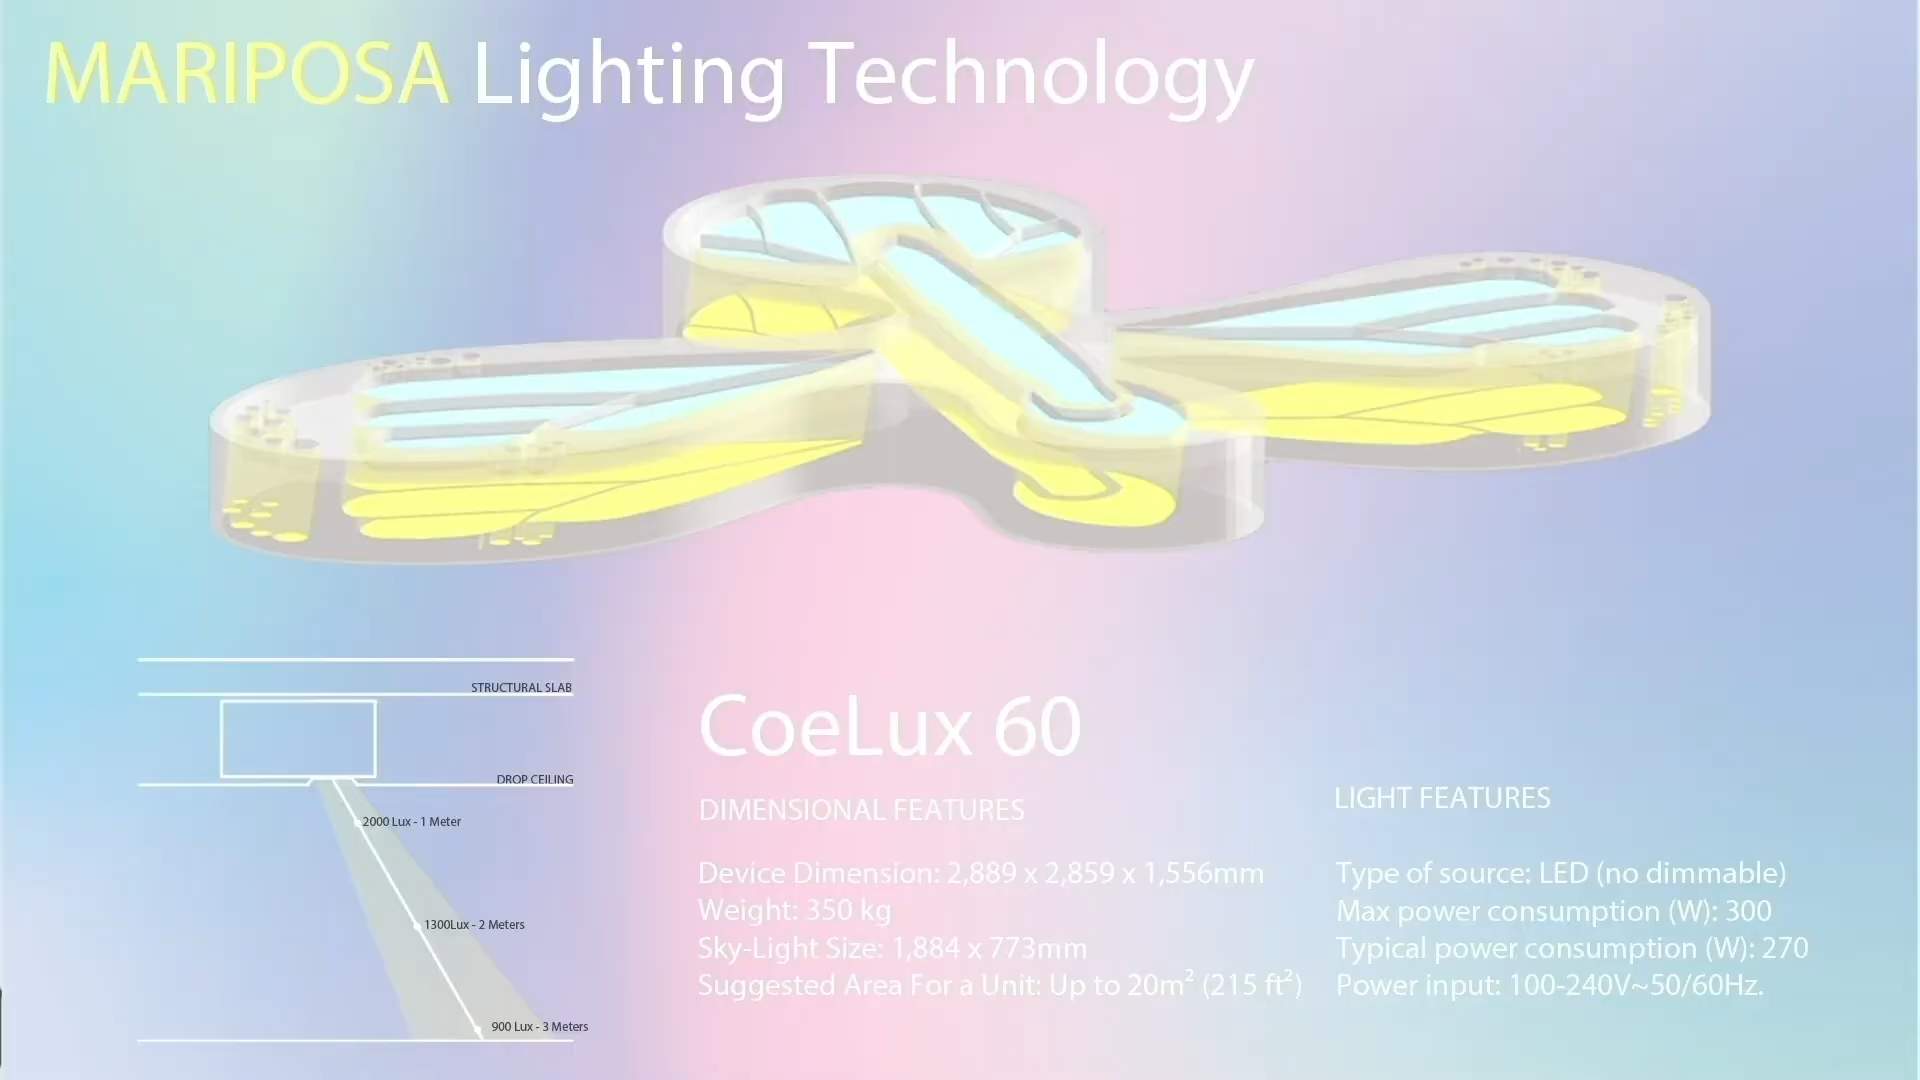 MARIPOSA Lighting Technology
STRUCTURAL SLAB
DROP CEILING
2000 Lux - 1 Meter
1300Lux - 2 Meters
900 Lux - 3 Meters
CoeLux 60
DIMENSIONAL FEATURES
Device Dimension: 2,889 x 2,859 x 1,556mm
Weight: 350 kg
Sky-Light Size: 1,884 x 773mm
Suggested Area For a Unit: Up to 20m² (215 ft²)
LIGHT FEATURES
Type of source: LED (no dimmable)
Max power consumption (W): 300
Typical power consumption (W): 270
Power input: 100-240V~50/60Hz.